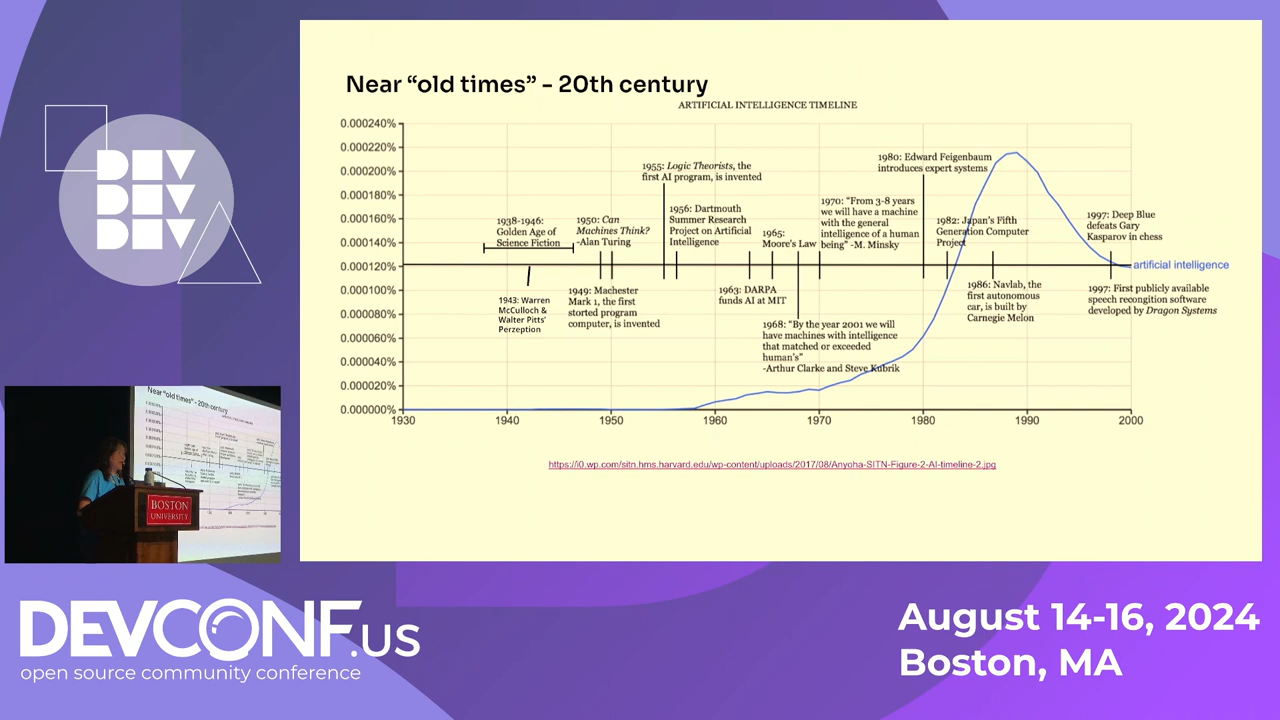 Near “old times” – 20th century
ARTIFICIAL INTELLIGENCE TIMELINE
0.000240%
0.000220%
0.000200%
0.000180%
0.000160%
0.000140%
0.000120%
0.000100%
0.000080%
0.000060%
0.000040%
0.000020%
0.000000%
1930
1940
1950
1960
1970
1980
1990
2000
1938-1946:
Golden Age of
Science Fiction
1943: Warren
McCulloch &
Walter Pitts'
Perzeption
1950: Can
Machines Think?
-Alan Turing
1949: Machester
Mark 1, the first
storted program
computer, is invented
1955: Logic Theorists, the
first AI program, is invented
1956: Dartmouth
Summer Research
Project on Artificial
Intelligence
1963: DARPA
funds AI at MIT
1965:
Moore's Law
1968: “By the year 2001 we will
have machines with intelligence
that matched or exceeded
human's”
-Arthur Clarke and Steve Kubrik
1970: “From 3-8 years
we will have a machine
with the general
intelligence of a human
being” -M. Minsky
1980: Edward Feigenbaum
introduces expert systems
1982: Japan's Fifth
Generation Computer
Project
1986: Navlab, the
first autonomous
car, is built by
Carnegie Melon
1997: Deep Blue
defeats Gary
Kasparov in chess
artificial intelligence
1997: First publicly available
speech recongition software
developed by Dragon Systems
https://i0.wp.com/sitn.hms.harvard.edu/wp-content/uploads/2017/08/Anyoha-SITN-Figure-2-AI-timeline-2.jpg
DEV
DEV
DEV
Near "old times" - 20th century
BOSTON
UNIVERSITY
DEVCONF.US
open source community conference
August 14-16, 2024
Boston, MA